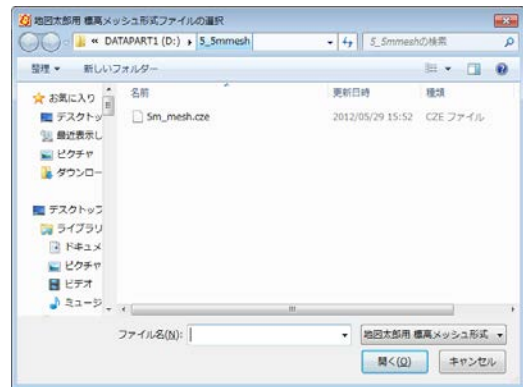 地図太郎用 標高メッシュ形式ファイルの選択
« DATAPART1 (D:) ▸ 5_5mmesh
5_5mmeshの検索
整理 ▼ 新しいフォルダー
お気に入り
デスクトッ
最近表示し
ピクチャ
ダウンロー
デスクトップ
ライブラリ
ドキュメ
ピクチャ
ビデオ
ミュージ
名前 更新日時 種類
5m_mesh.cze 2012/05/29 15:52 CZE ファイル
ファイル名(N):
地図太郎用 標高メッシュ形式
開く(O) キャンセル